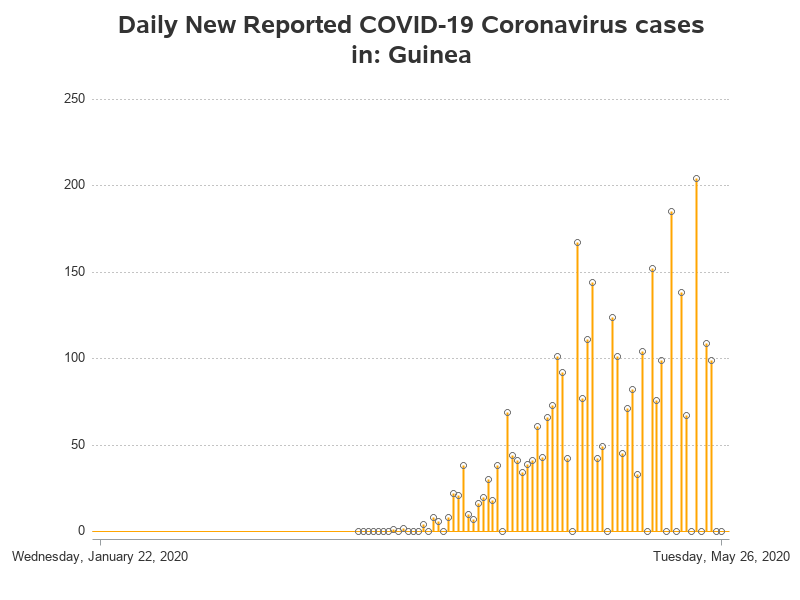 Daily New Reported COVID-19 Coronavirus cases
in: Guinea
250
200
150
100
50
0
Wednesday, January 22, 2020
Tuesday, May 26, 2020